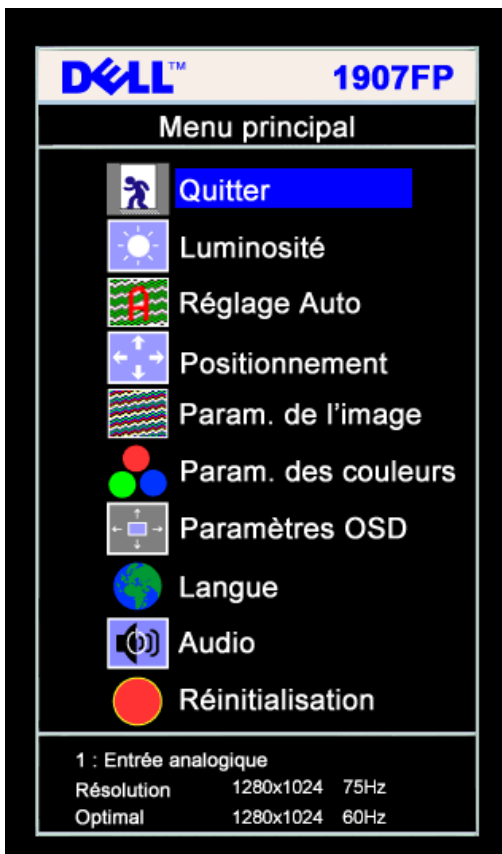 DELL™ 1907FP
Menu principal
Quitter
Luminosité
Réglage Auto
Positionnement
Param. de l'image
Param. des couleurs
Paramètres OSD
Langue
Audio
Réinitialisation
1 : Entrée analogique
Résolution 1280x1024 75Hz
Optimal 1280x1024 60Hz